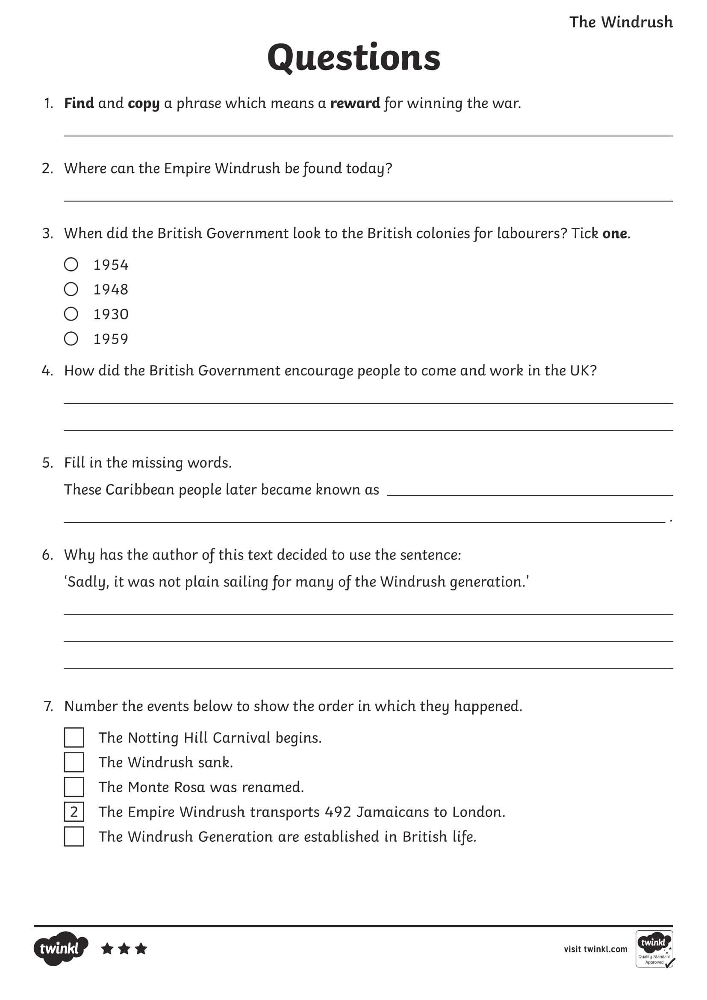 The Windrush
Questions
1. Find and copy a phrase which means a reward for winning the war.
2. Where can the Empire Windrush be found today?
3. When did the British Government look to the British colonies for labourers? Tick one.
1954
1948
1930
1959
4. How did the British Government encourage people to come and work in the UK?
5. Fill in the missing words.
These Caribbean people later became known as
.
6. Why has the author of this text decided to use the sentence:
‘Sadly, it was not plain sailing for many of the Windrush generation.’
7. Number the events below to show the order in which they happened.
The Notting Hill Carnival begins.
The Windrush sank.
The Monte Rosa was renamed.
2 The Empire Windrush transports 492 Jamaicans to London.
The Windrush Generation are established in British life.
twinkl
visit twinkl.com
twinkl
Quality Standard
Approved